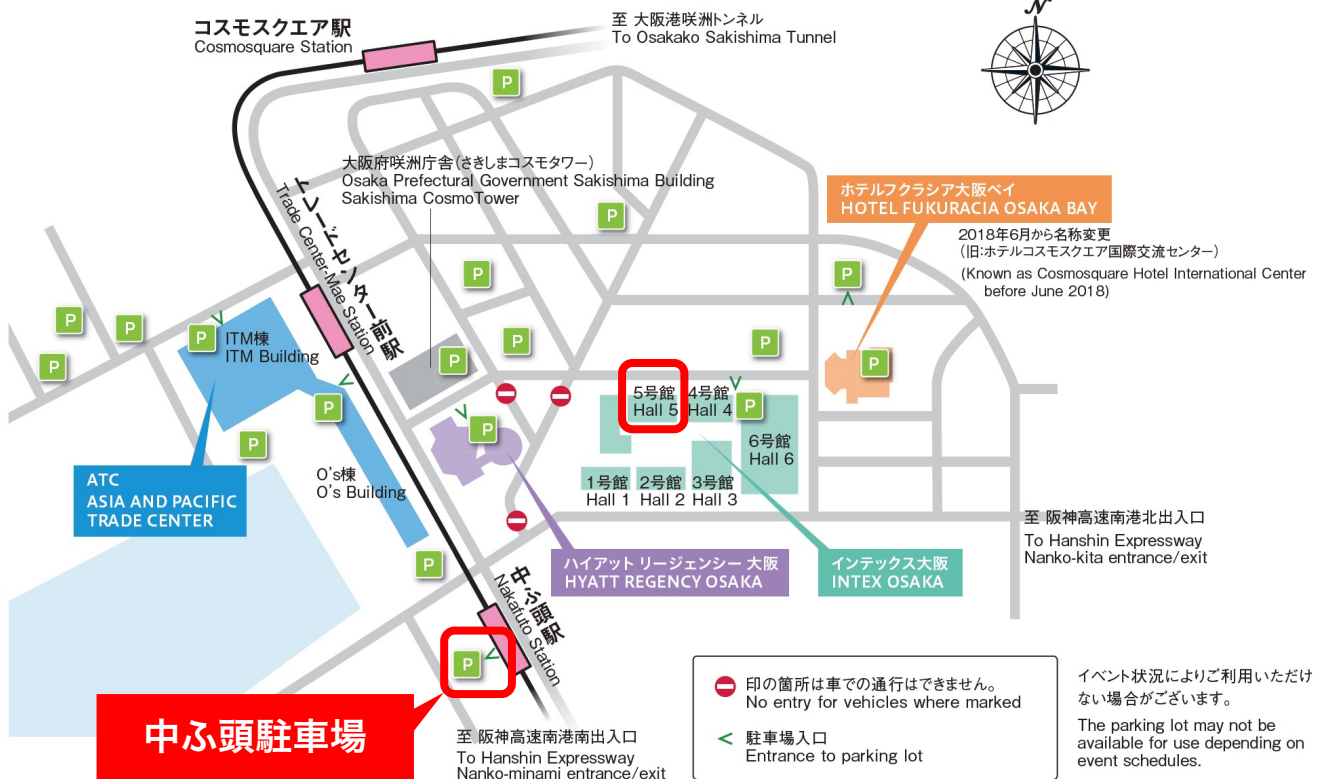 N
コスモスクエア駅
Cosmosquare Station
至 大阪港咲洲トンネル
To Osakako Sakishima Tunnel
P
大阪府咲洲庁舎(さきしまコスモタワー)
Osaka Prefectural Government Sakishima Building
Sakishima CosmoTower
トレードセンター前駅
Trade Center-Mae Station
P
ホテルフクラシア大阪ベイ
HOTEL FUKURACIA OSAKA BAY
2018年6月から名称変更
(旧:ホテルコスモスクエア国際交流センター)
(Known as Cosmosquare Hotel International Center
before June 2018)
P
P
P
P
P
P
ITM棟
ITM Building
P
P
P
P
P
5号館
Hall 5
4号館
Hall 4
P
P
P
6号館
Hall 6
P
O's棟
O's Building
1号館
Hall 1
2号館
Hall 2
3号館
Hall 3
ATC
ASIA AND PACIFIC
TRADE CENTER
至 阪神高速南港北出入口
To Hanshin Expressway
Nanko-kita entrance/exit
ハイアット リージェンシー 大阪
HYATT REGENCY OSAKA
インテックス大阪
INTEX OSAKA
P
中ふ頭駅
Nakafuto Station
P
中ふ頭駐車場
至 阪神高速南港南出入口
To Hanshin Expressway
Nanko-minami entrance/exit
印の箇所は車での通行はできません。
No entry for vehicles where marked
駐車場入口
Entrance to parking lot
イベント状況によりご利用いただけ
ない場合がございます。
The parking lot may not be
available for use depending on
event schedules.